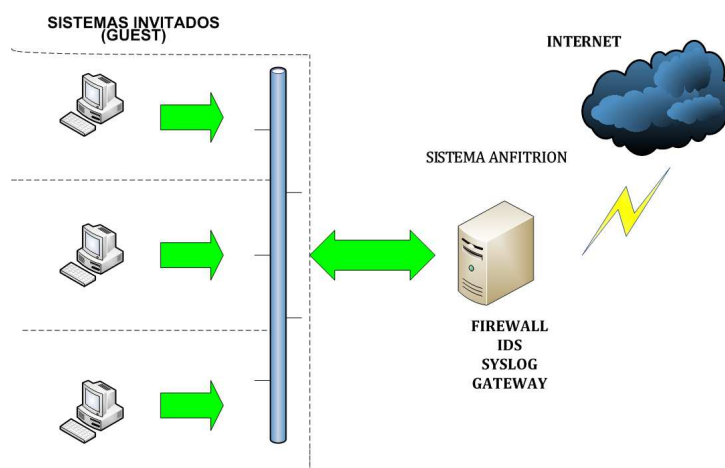 SISTEMAS INVITADOS
(GUEST)
INTERNET
SISTEMA ANFITRION
FIREWALL
IDS
SYSLOG
GATEWAY